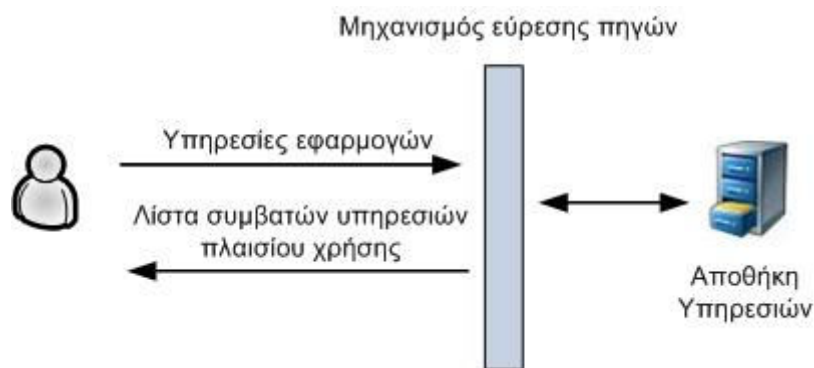 Μηχανισμός εύρεσης πηγών
Υπηρεσίες εφαρμογών
Λίστα συμβατών υπηρεσιών
πλαισίου χρήσης
Αποθήκη
Υπηρεσιών